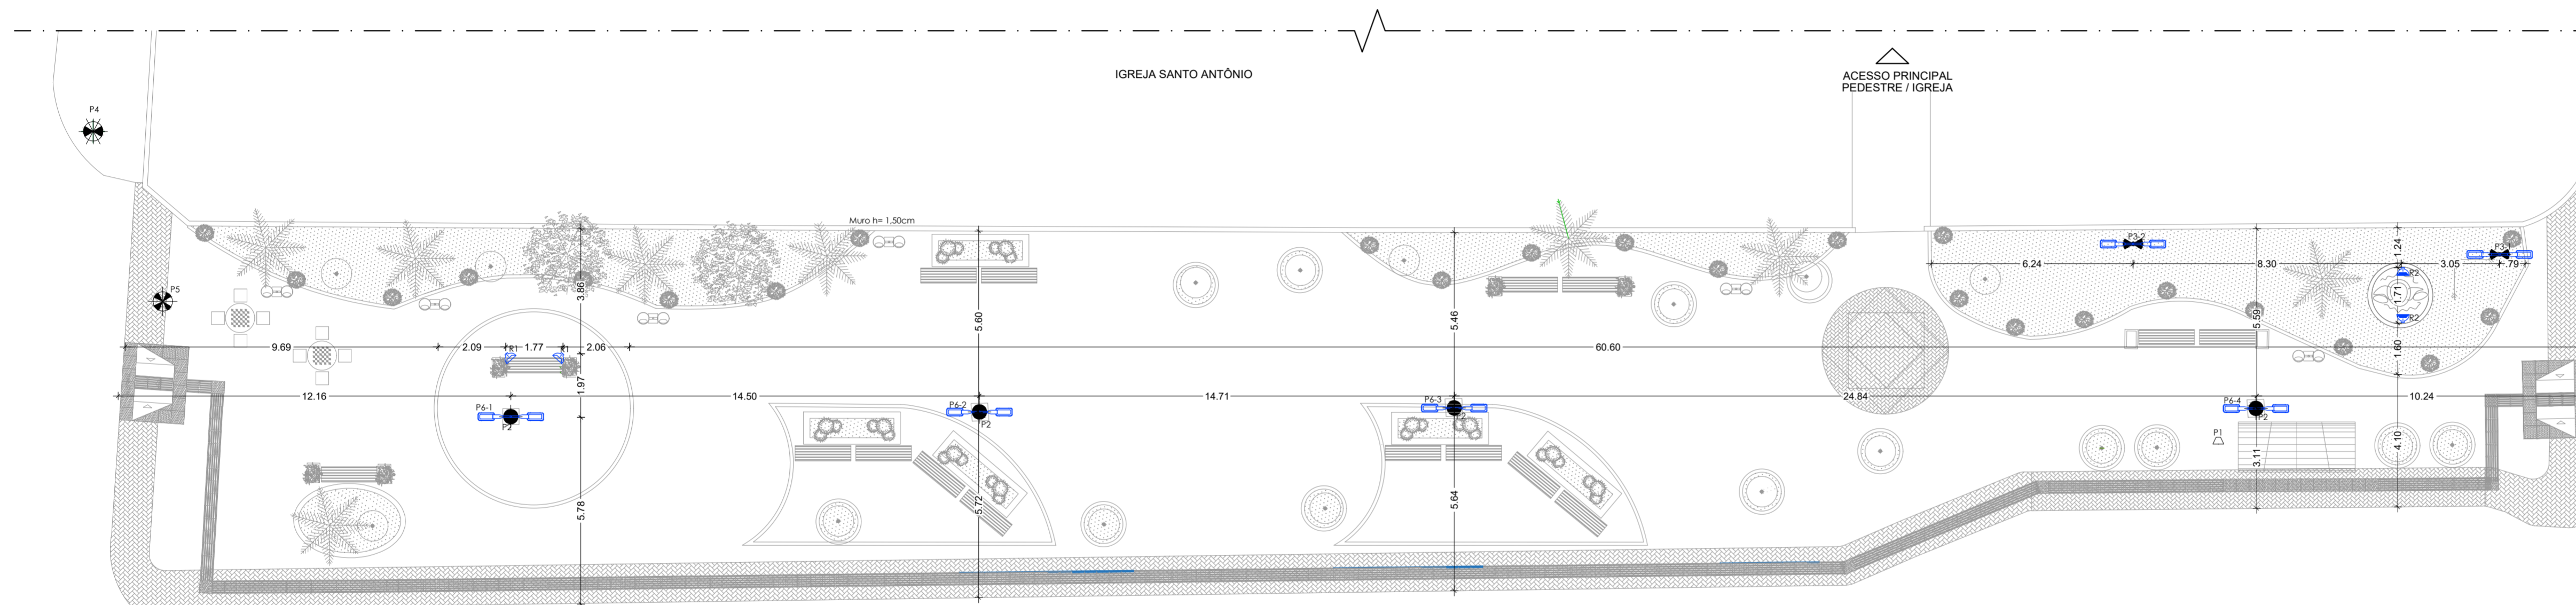 IGREJA SANTO ANTÔNIO
ACESSO PRINCIPAL
PEDESTRE / IGREJA
P4
Muro h= 1,50cm
P3-2
P3-1
1.24
6.24
8.30
3.05
.79
R2
P5
3.86
1.71
5.60
5.46
5.59
R2
9.69
2.09
R1
1.77
2.06
60.60
1.60
1.97
12.16
14.50
14.71
24.84
10.24
P6-1
P2
P6-2
P2
P6-3
P2
P6-4
P2
P1
4.10
3.11
5.78
5.72
5.64